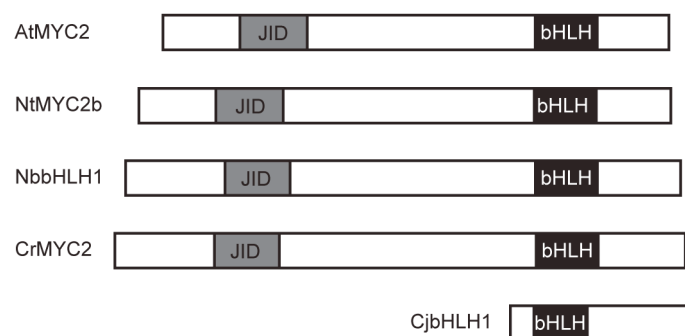 AtMYC2 JID bHLH
NtMYC2b JID bHLH
NbbHLH1 JID bHLH
CrMYC2 JID bHLH
CjbHLH1 bHLH